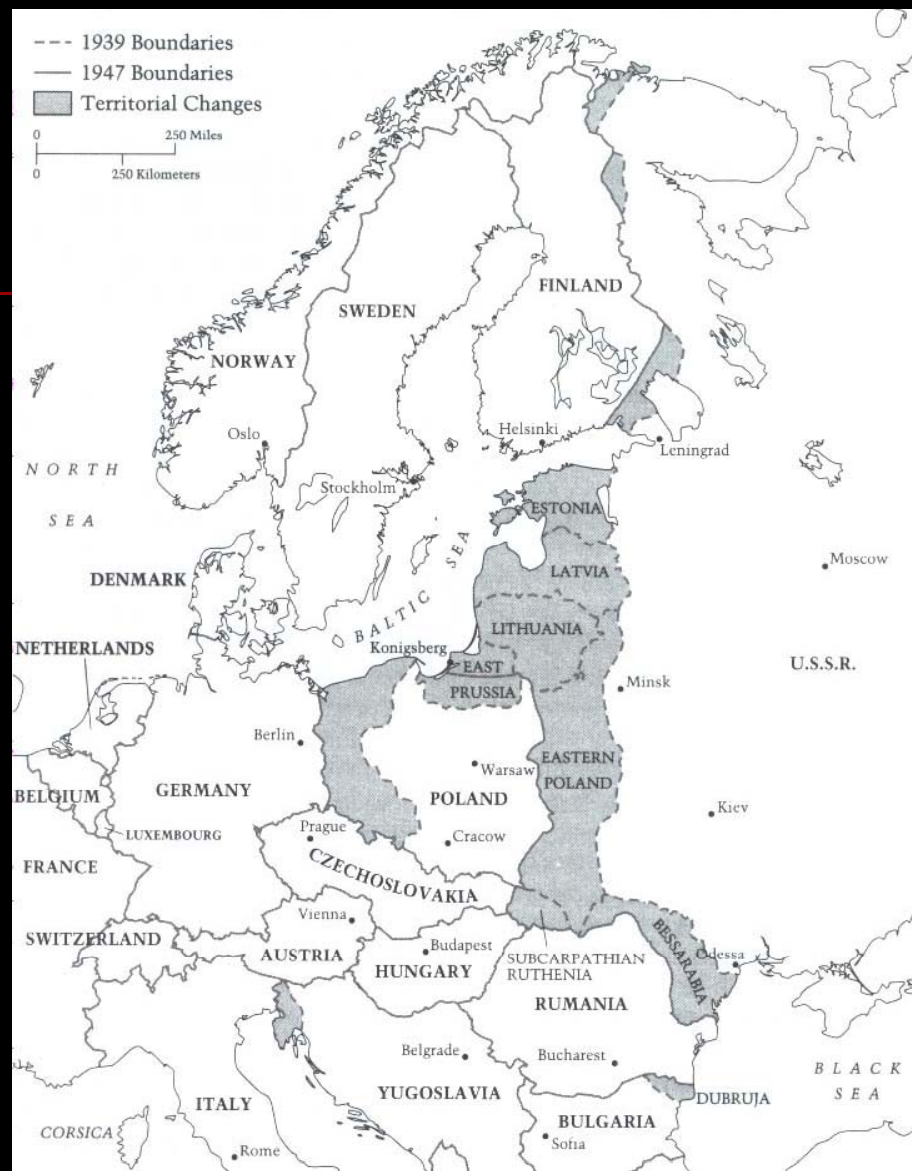 1939 Boundaries
1947 Boundaries
Territorial Changes
0 250 Miles
0 250 Kilometers
FINLAND
SWEDEN
NORWAY
Helsinki
Oslo
Leningrad
NORTH
SEA
Stockholm
ESTONIA
BALTIC SEA
Moscow
LATVIA
DENMARK
LITHUANIA
NETHERLANDS
Konigsberg
EAST
PRUSSIA
U.S.S.R.
Minsk
Berlin
EASTERN
POLAND
Warsaw
BELGIUM
GERMANY
POLAND
Kiev
LUXEMBOURG
Prague
Cracow
FRANCE
CZECHOSLOVAKIA
Vienna
SWITZERLAND
BESSARABIA
AUSTRIA
Budapest
SUBCARPATHIAN
RUTHENIA
Odessa
HUNGARY
RUMANIA
Belgrade
Bucharest
BLACK
SEA
YUGOSLAVIA
DUBRUJA
ITALY
BULGARIA
CORSICA
Sofia
Rome